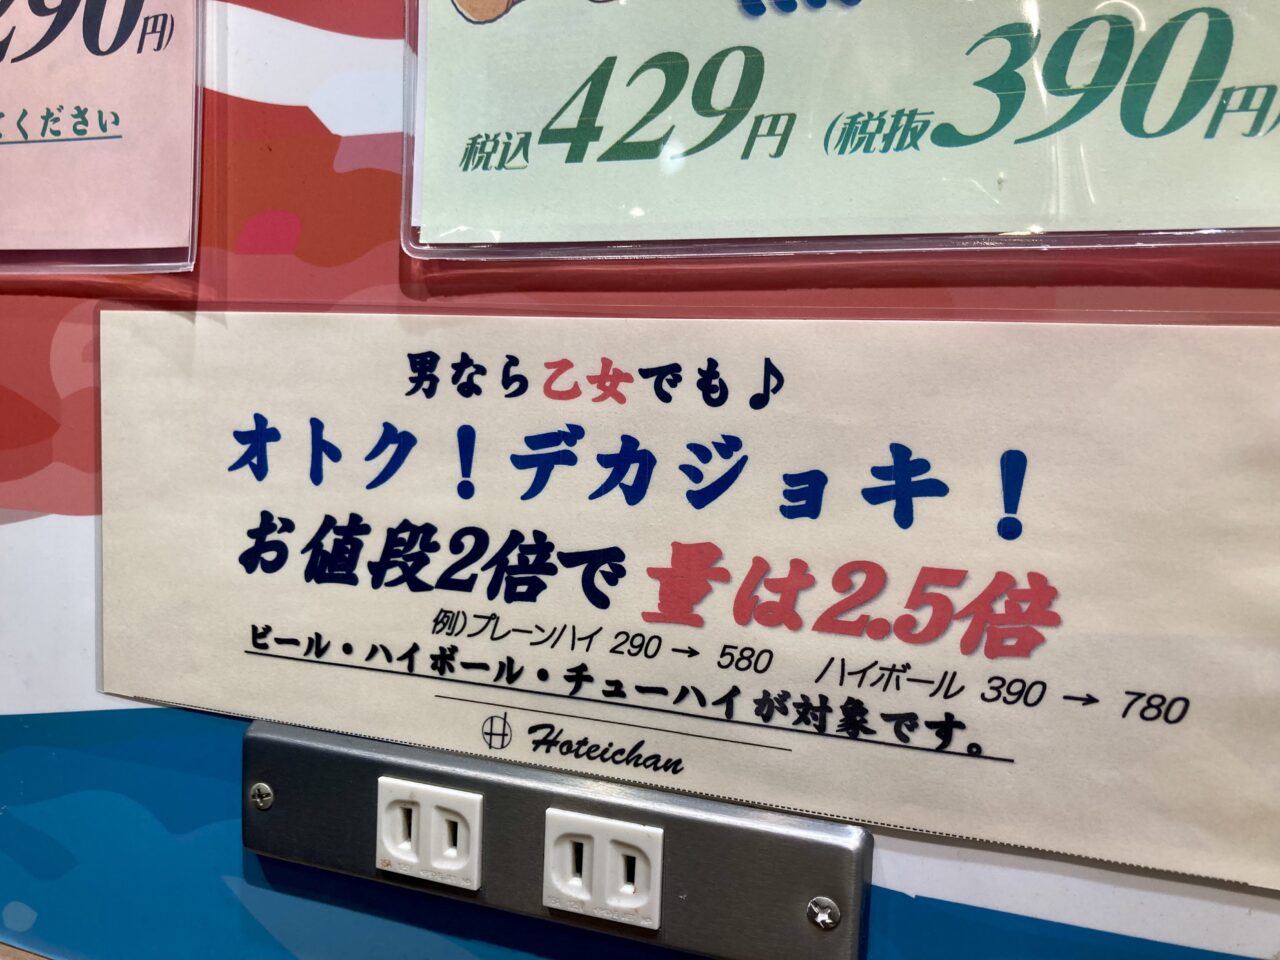 290円)
てください
税込429円 (税抜390円)
男なら乙女でも♪
オトク!デカジョキ!
お値段2倍で 量は2.5倍
例)プレーンハイ 290 → 580 ハイボール 390 → 780
ビール・ハイボール・チューハイが対象です。
Hoteichan